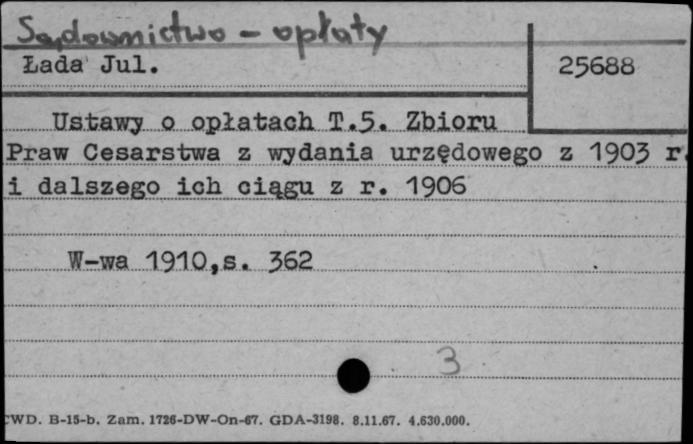 Sądownictwo - opłaty
Łada Jul.
25688
Ustawy o opłatach T.5. Zbioru
Praw Cesarstwa z wydania urzędowego z 1903 r.
i dalszego ich ciągu z r. 1906
W-wa 1910,s. 362
3
CWD. B-15-b. Zam. 1726-DW-On-67. GDA-3198. 8.11.67. 4.630.000.